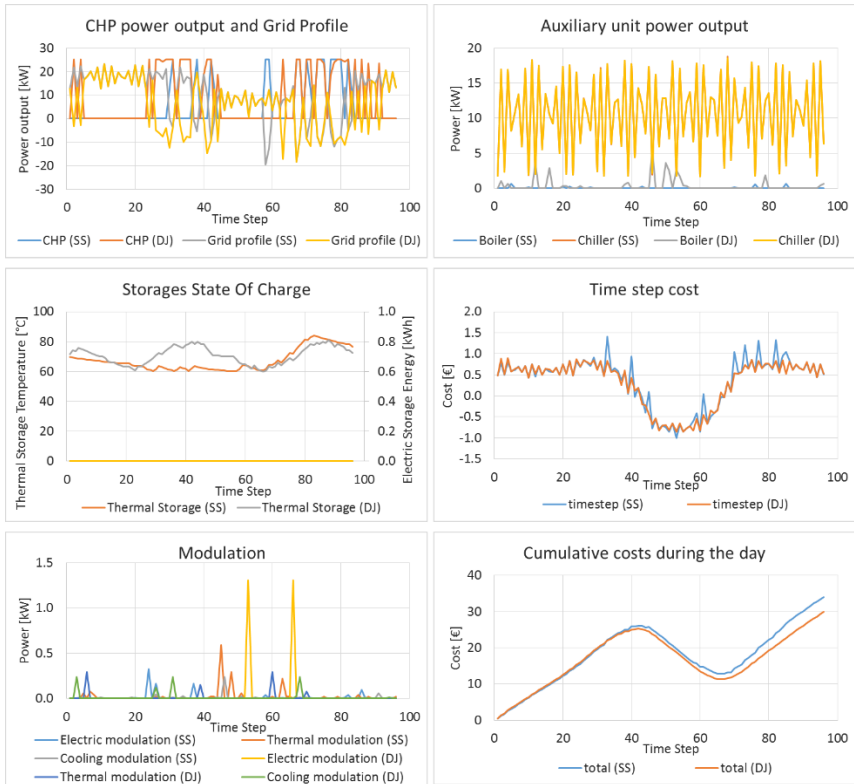 CHP power output and Grid Profile
Power output [kW]
30
20
10
0
-10
-20
-30
0 20 40 60 80 100
Time Step
CHP (SS) CHP (DJ) Grid profile (SS) Grid profile (DJ)
Auxiliary unit power output
Power [kW]
20
15
10
5
0
0 20 40 60 80 100
Time Step
Boiler (SS) Chiller (SS) Boiler (DJ) Chiller (DJ)
Storages State Of Charge
Thermal Storage Temperature [°C]
100
80
60
40
20
0
0 20 40 60 80 100
1.0
0.8
0.6
0.4
0.2
0.0
Electric Storage Energy [kWh]
Time Step
Thermal Storage (SS) Thermal Storage (DJ)
Time step cost
Cost [€]
2.0
1.5
1.0
0.5
0.0
-0.5
-1.0
-1.5
0 20 40 60 80 100
Time Step
timestep (SS) timestep (DJ)
Modulation
Power [kW]
1.5
1.0
0.5
0.0
0 20 40 60 80 100
Time Step
Electric modulation (SS) Thermal modulation (SS)
Cooling modulation (SS) Electric modulation (DJ)
Thermal modulation (DJ) Cooling modulation (DJ)
Cumulative costs during the day
Cost [€]
40
30
20
10
0
0 20 40 60 80 100
Time Step
total (SS) total (DJ)